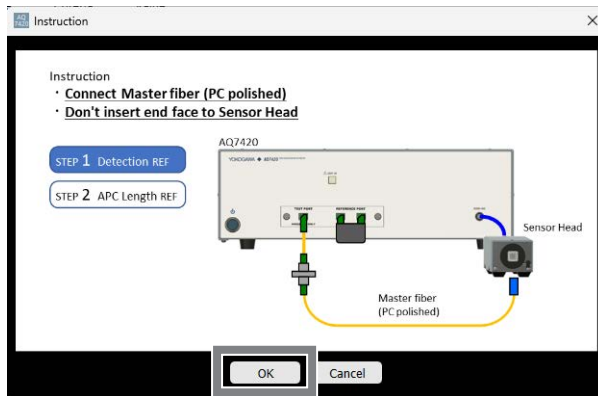 Instruction
Instruction
・Connect Master fiber (PC polished)
・Don't insert end face to Sensor Head
AQ7420
STEP 1 Detection REF
STEP 2 APC Length REF
YOKOGAWA ◆ AQ7420
TEST PORT
REFERENCE PORT
Sensor Head
Master fiber
(PC polished)
OK
Cancel